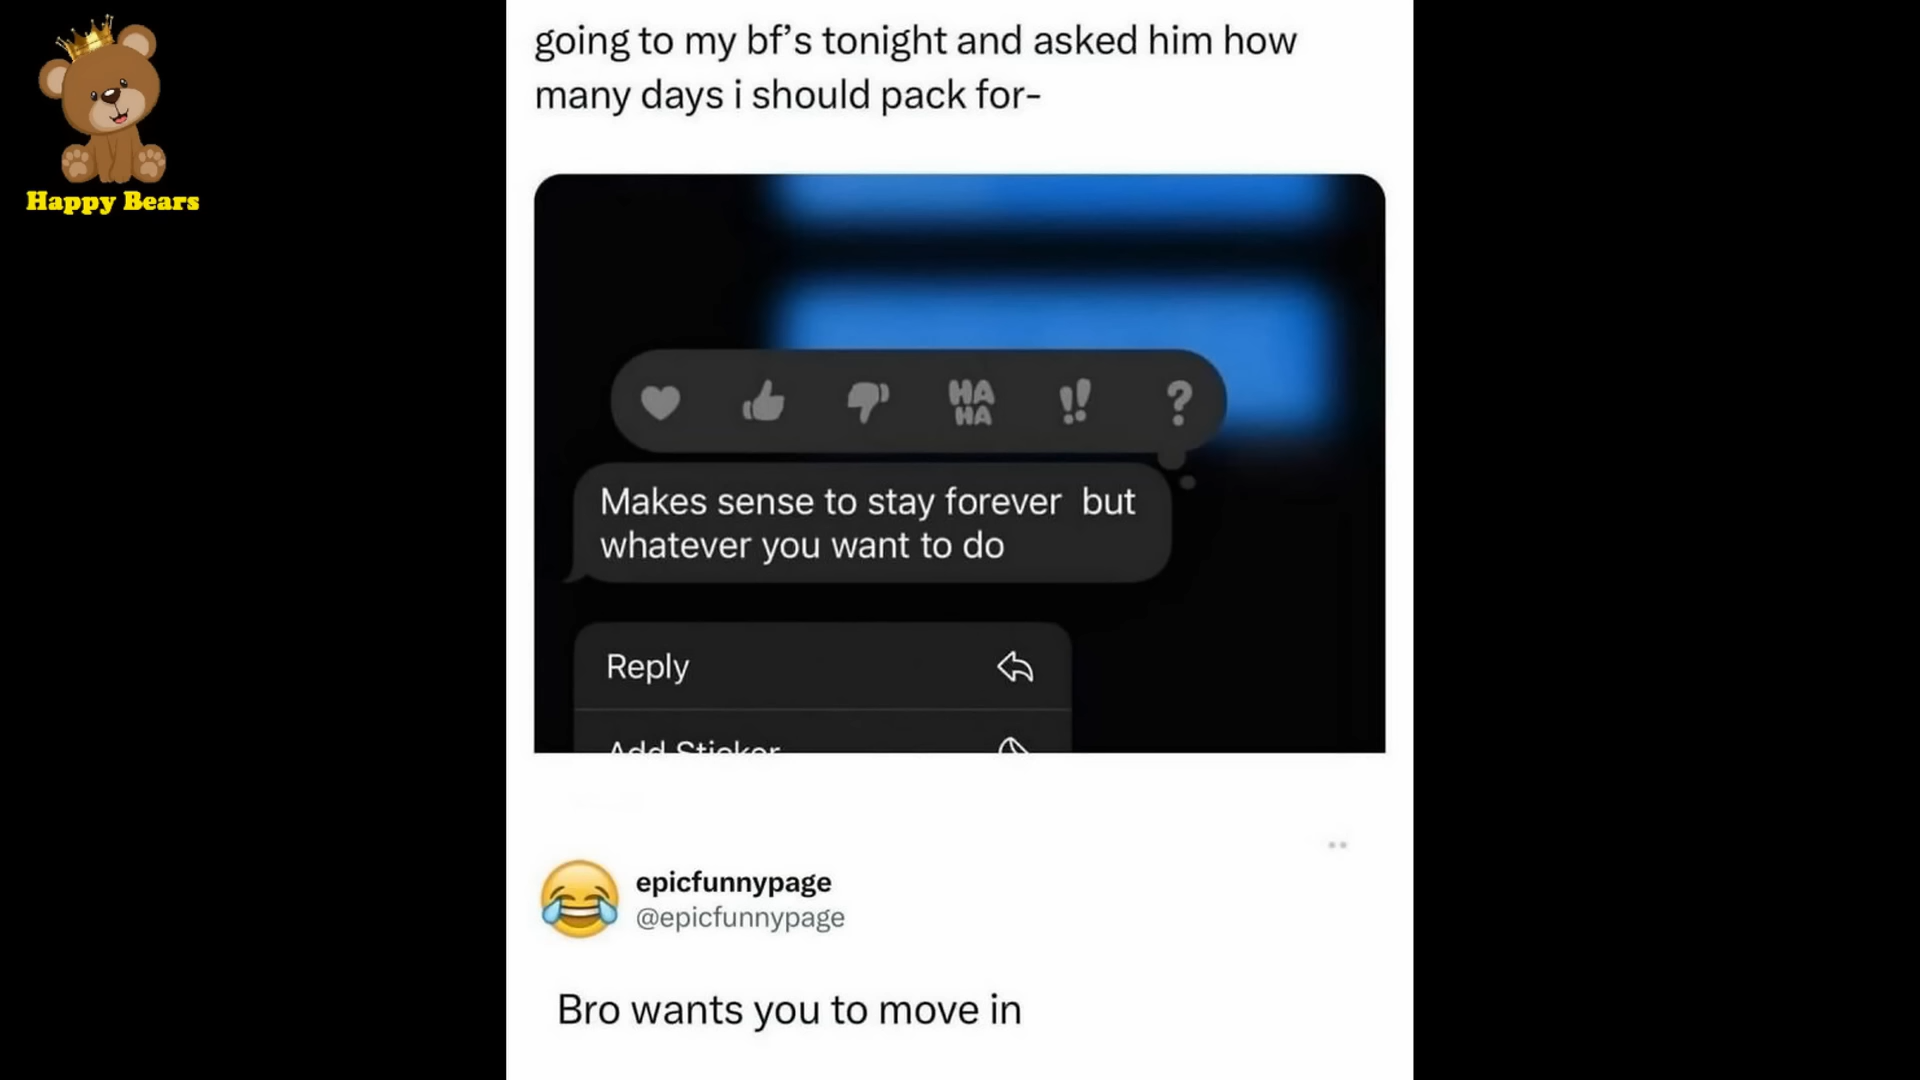 Happy Bears
going to my bf’s tonight and asked him how
many days i should pack for-
HA
HA
!!
?
Makes sense to stay forever  but
whatever you want to do
Reply
Add Sticker
epicfunnypage
@epicfunnypage
Bro wants you to move in